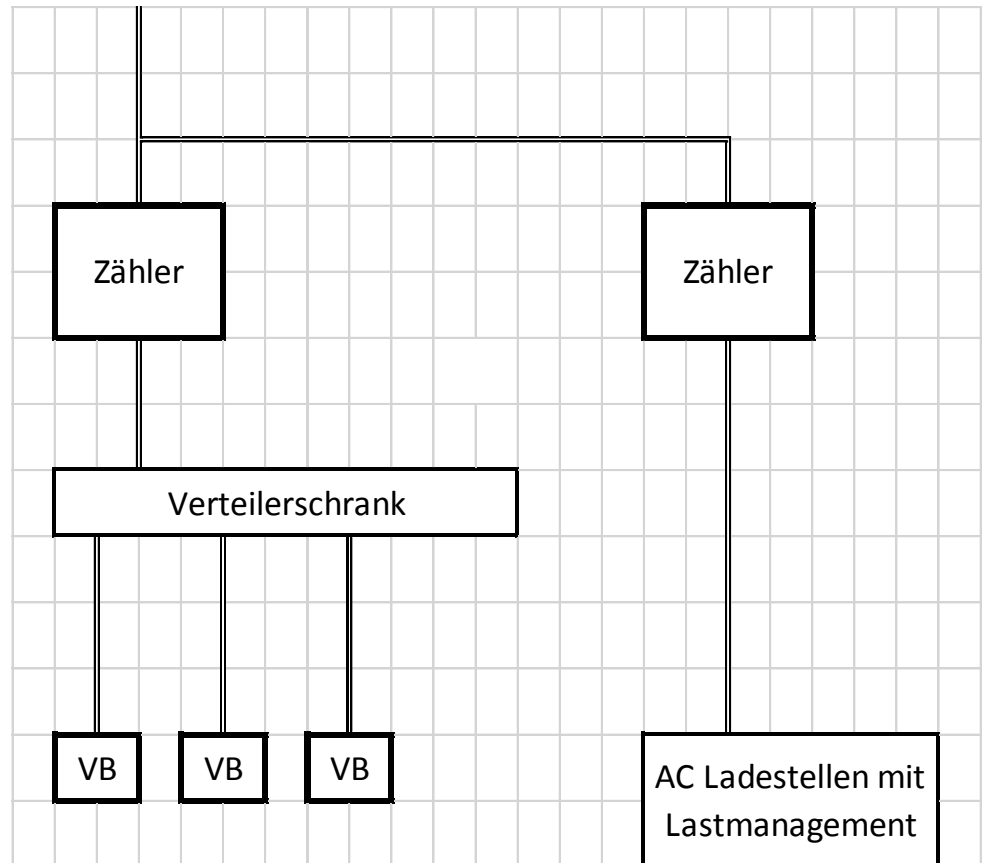 Zähler
Zähler
Verteilerschrank
VB
VB
VB
AC Ladestellen mit
Lastmanagement